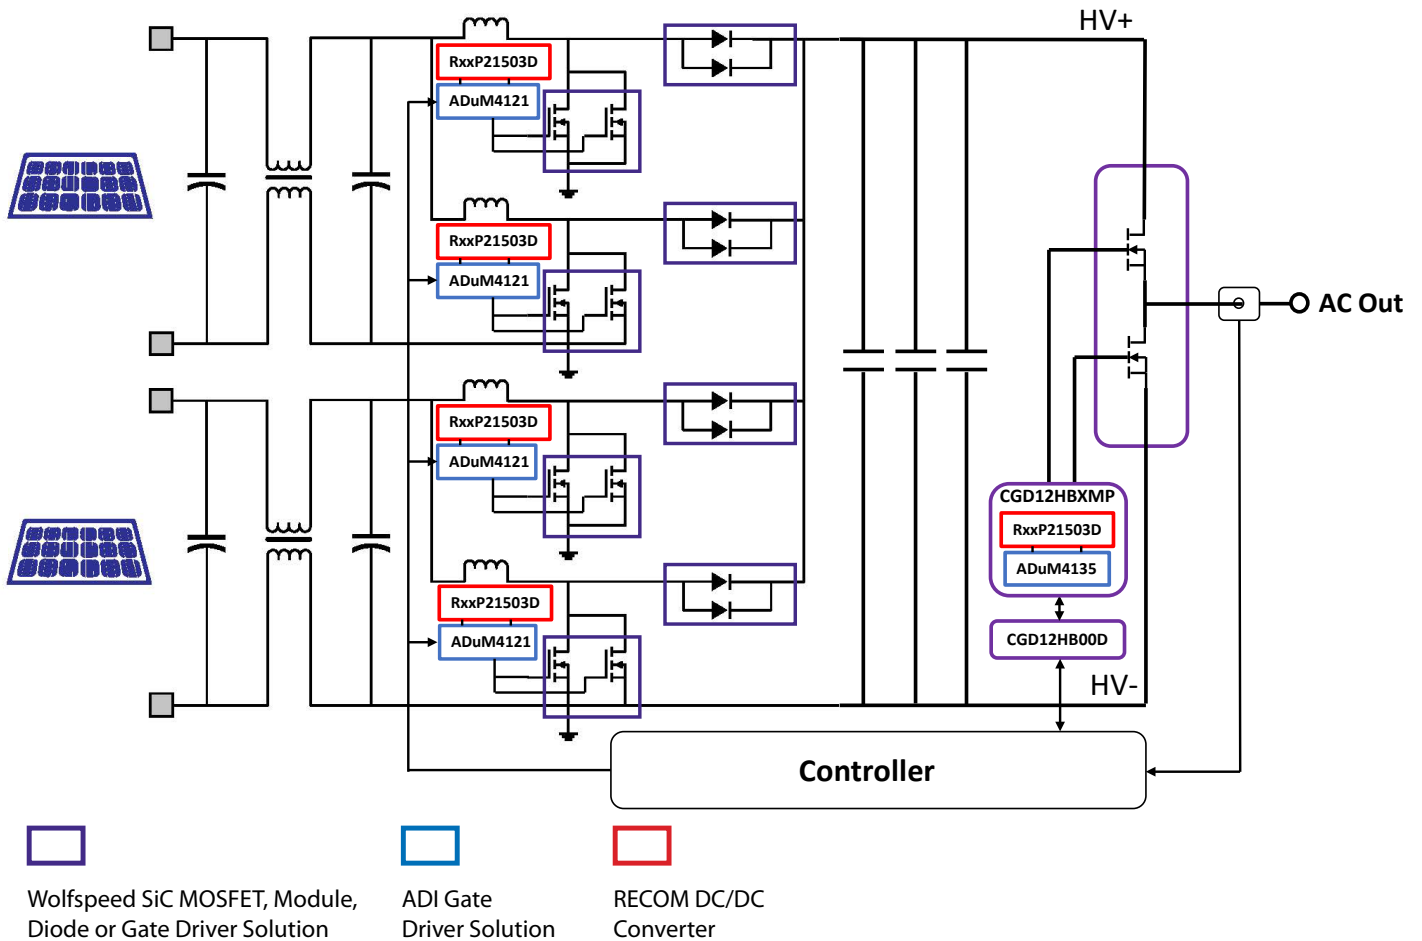 HV+
RxxP21503D
ADuM4121
RxxP21503D
ADuM4121
AC Out
RxxP21503D
ADuM4121
CGD12HBXMP
RxxP21503D
ADuM4135
RxxP21503D
ADuM4121
CGD12HB00D
HV-
Controller
Wolfspeed SiC MOSFET, Module,
Diode or Gate Driver Solution
ADI Gate
Driver Solution
RECOM DC/DC
Converter